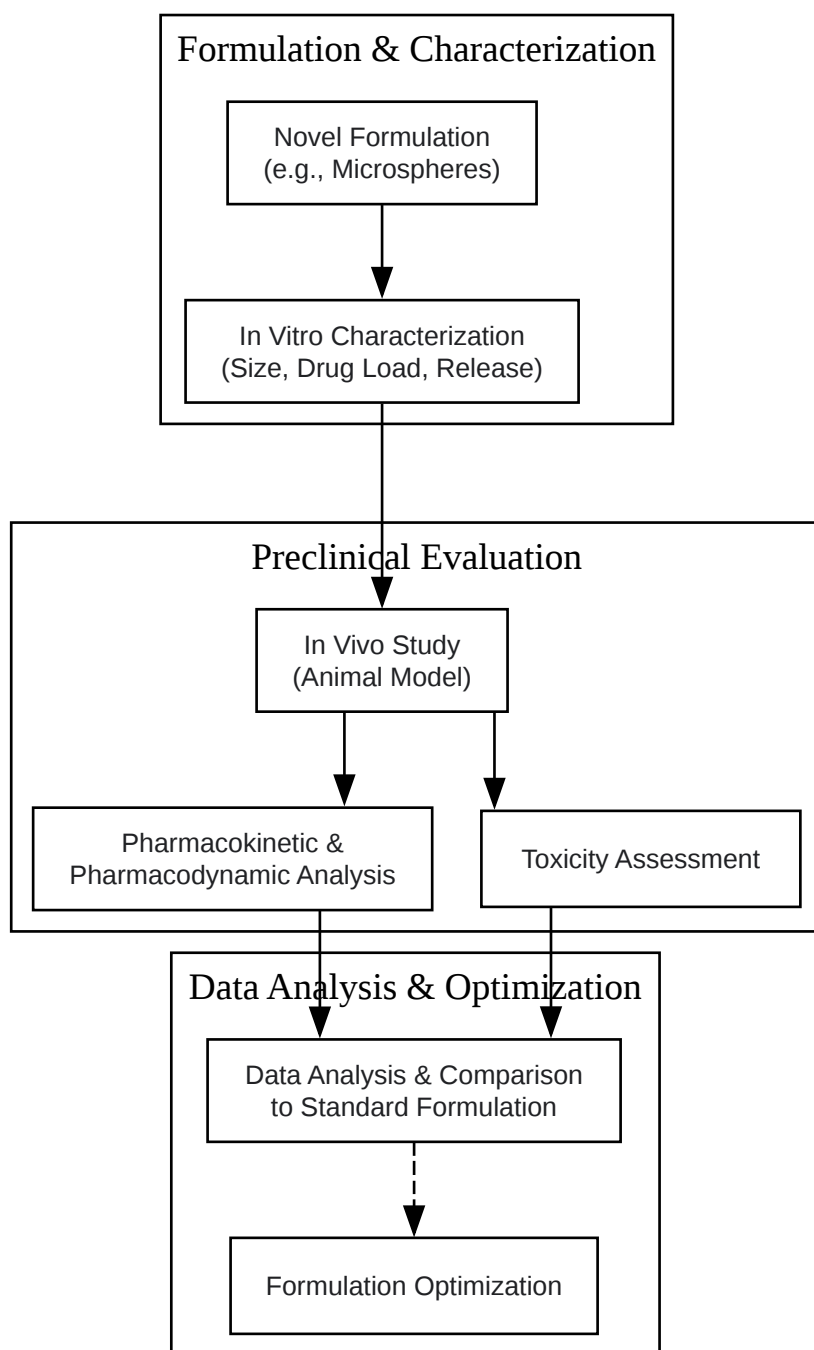 Formulation & Characterization
Novel Formulation
(e.g., Microspheres)
In Vitro Characterization
(Size, Drug Load, Release)
Preclinical Evaluation
In Vivo Study
(Animal Model)
Pharmacokinetic &
Pharmacodynamic Analysis
Toxicity Assessment
Data Analysis & Optimization
Data Analysis & Comparison
to Standard Formulation
Formulation Optimization